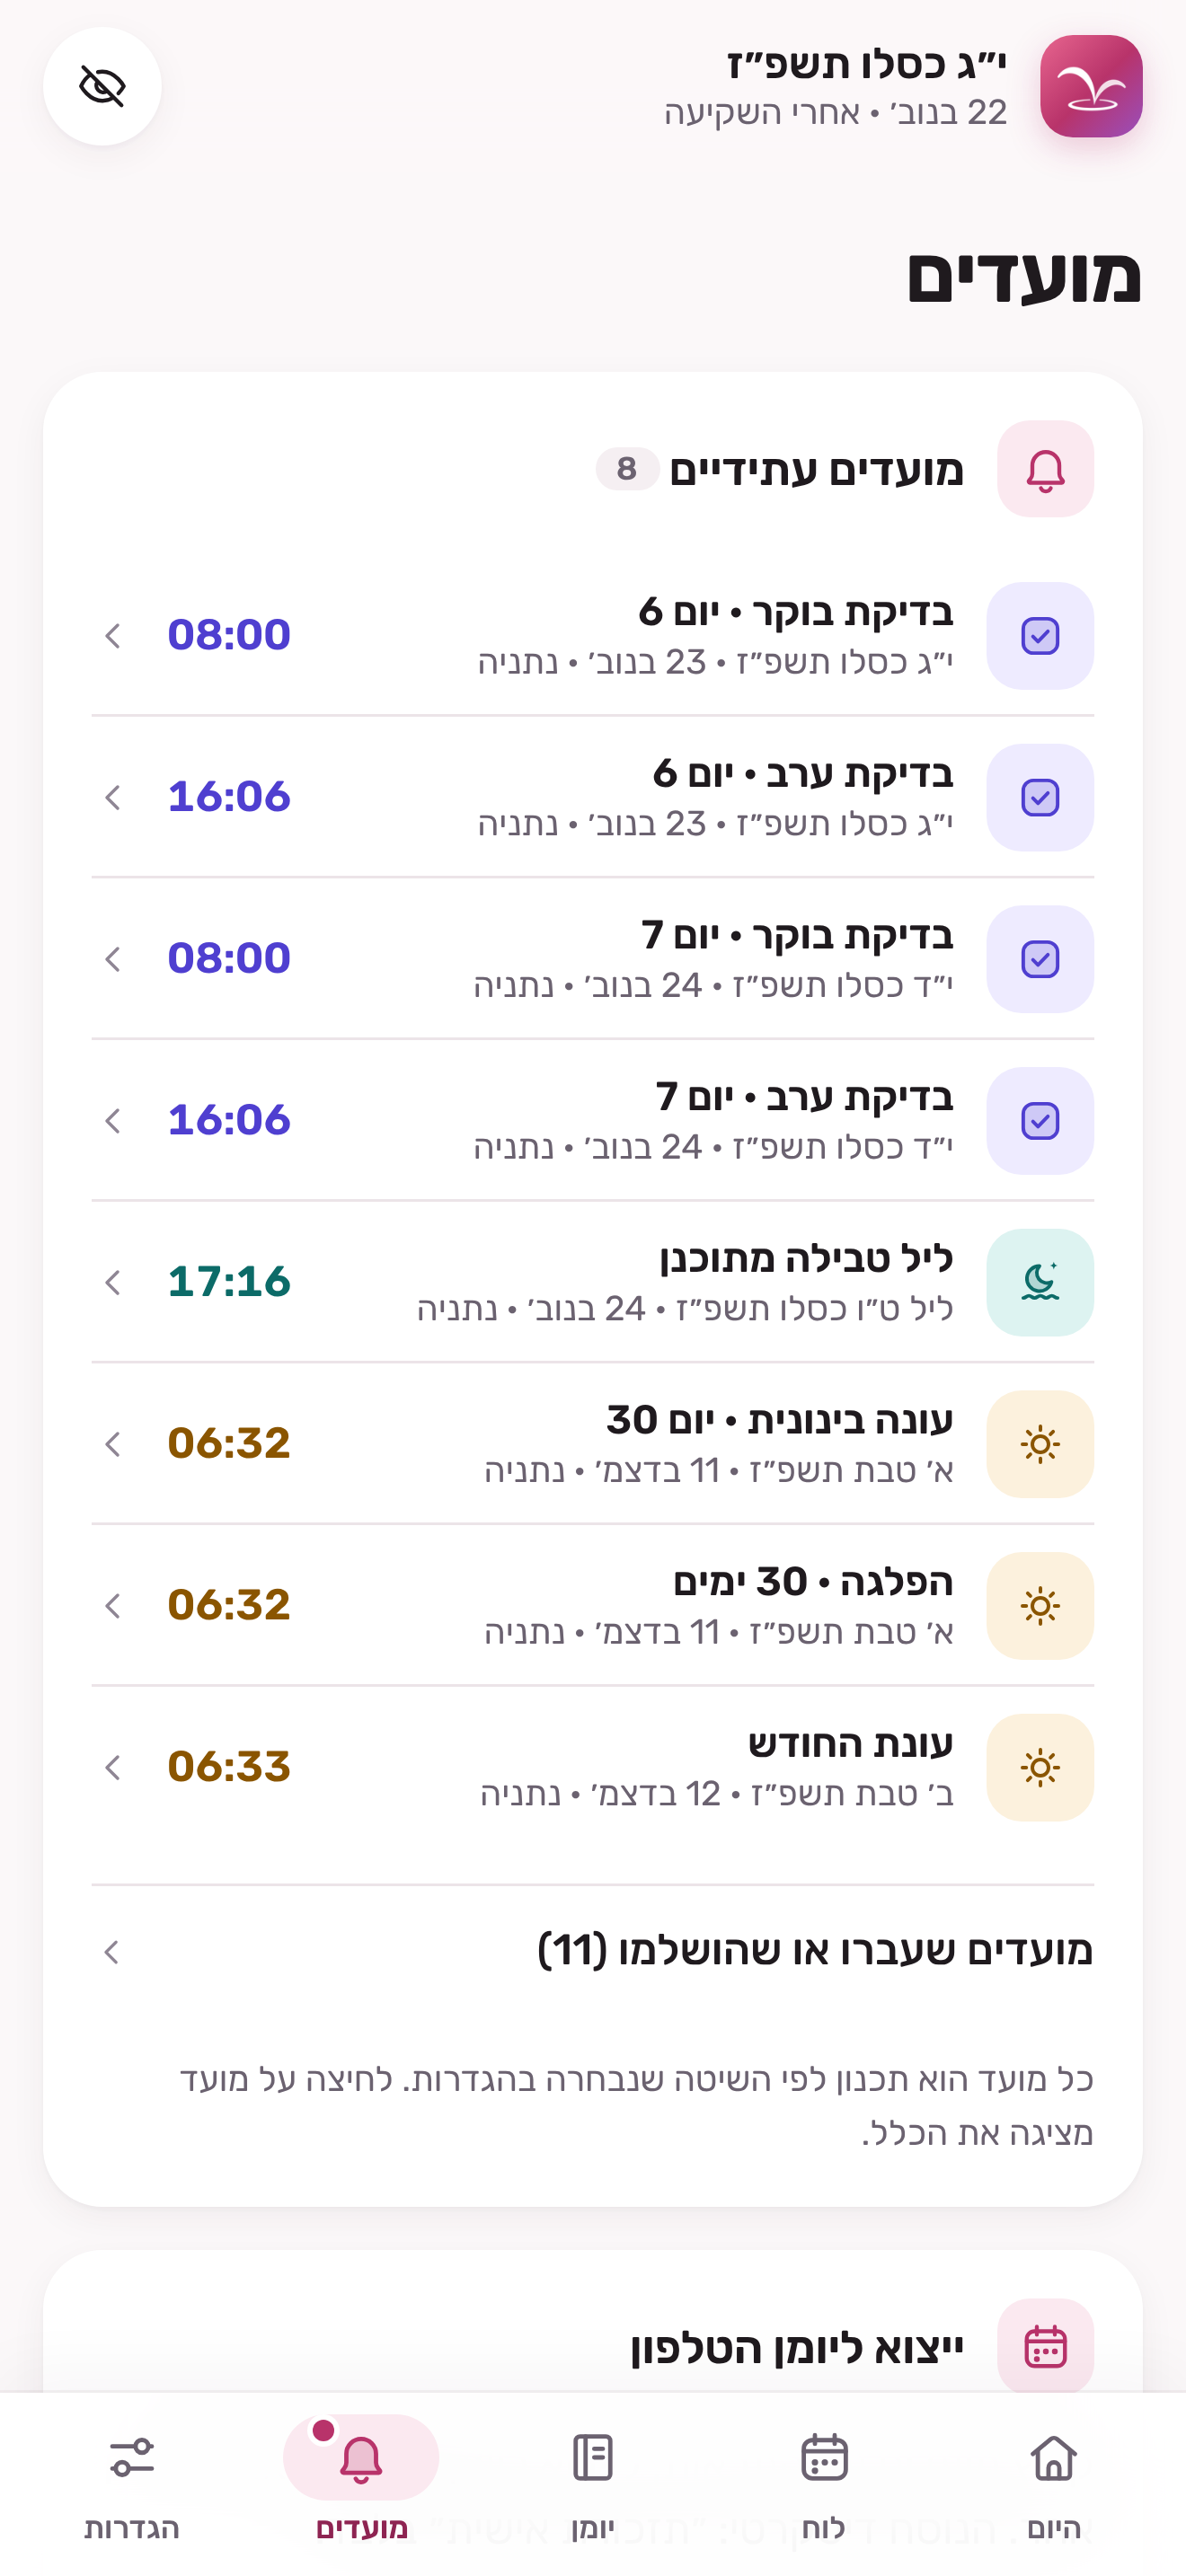 י״ג כסלו תשפ״ז
22 בנוב׳ • אחרי השקיעה
מועדים
מועדים עתידיים 8
בדיקת בוקר • יום 6
י״ג כסלו תשפ״ז • 23 בנוב׳ • נתניה
08:00
בדיקת ערב • יום 6
י״ג כסלו תשפ״ז • 23 בנוב׳ • נתניה
16:06
בדיקת בוקר • יום 7
י״ד כסלו תשפ״ז • 24 בנוב׳ • נתניה
08:00
בדיקת ערב • יום 7
י״ד כסלו תשפ״ז • 24 בנוב׳ • נתניה
16:06
ליל טבילה מתוכנן
ליל ט״ו כסלו תשפ״ז • 24 בנוב׳ • נתניה
17:16
עונה בינונית • יום 30
א׳ טבת תשפ״ז • 11 בדצמ׳ • נתניה
06:32
הפלגה • 30 ימים
א׳ טבת תשפ״ז • 11 בדצמ׳ • נתניה
06:32
עונת החודש
ב׳ טבת תשפ״ז • 12 בדצמ׳ • נתניה
06:33
מועדים שעברו או שהושלמו (11)
כל מועד הוא תכנון לפי השיטה שנבחרה בהגדרות. לחיצה על מועד
מציגה את הכלל.
ייצוא ליומן הטלפון
היום
לוח
יומן
מועדים
הגדרות